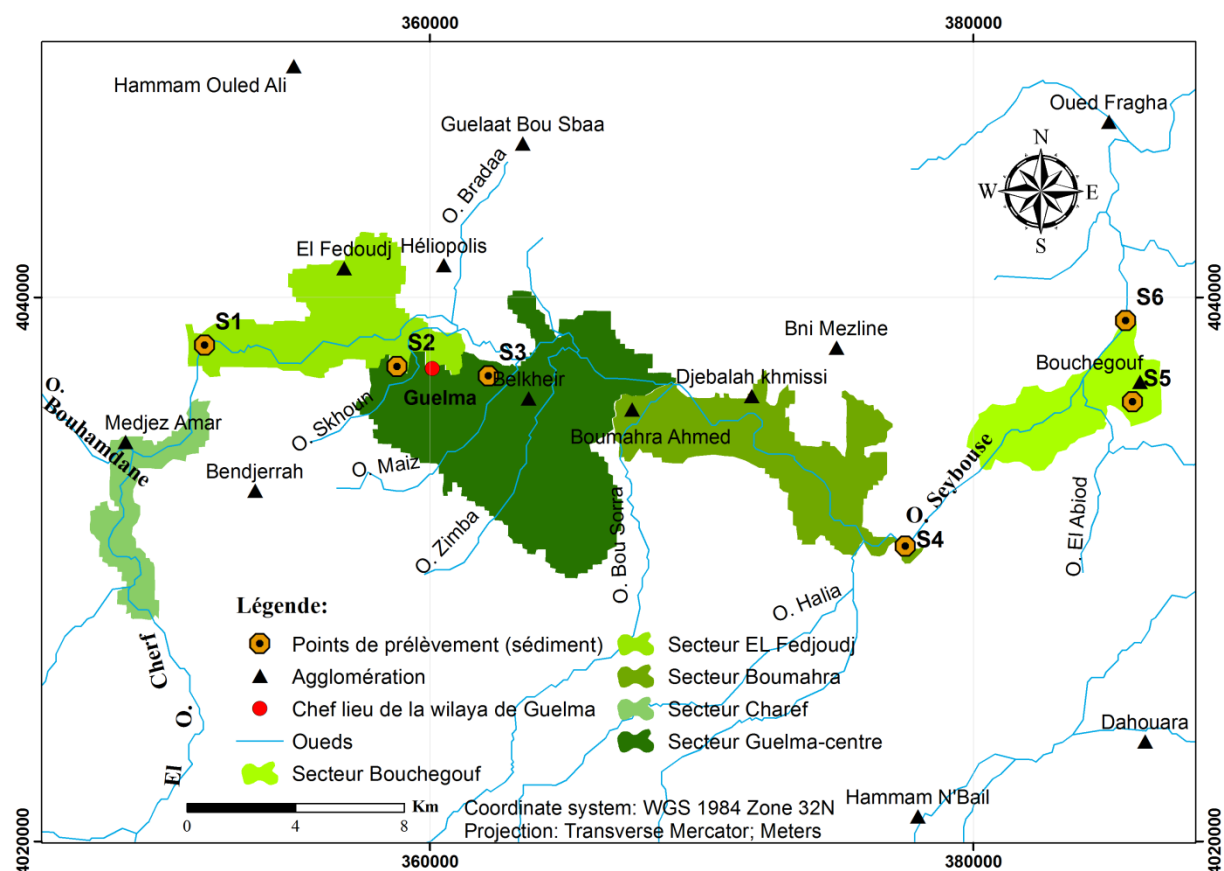 360000
380000
Hammam Ouled Ali
Guelaat Bou Sbaa
Oued Fragha
O. Bradaa
N
W
E
S
El Fedoudj
Héliopolis
4040000
4040000
S1
S2
S3
S6
Bni Mezline
Belkheir
Bouchegouf
S5
Djebalah khmissi
Guelma
O. Bouhamdane
Medjez Amar
O. Skhoun
Boumahra Ahmed
O. Maiz
Bendjerrah
O. Seybouse
O. Zimba
O. Bou Sorra
S4
O. El Abiod
O. Halia
El O. Cherf
Légende:
Points de prélèvement (sédiment)
Agglomération
Chef lieu de la wilaya de Guelma
Oueds
Secteur Bouchegouf
Secteur EL Fedjoudj
Secteur Boumahra
Secteur Charef
Secteur Guelma-centre
Dahouara
Hammam N'Bail
Km
0 4 8
Coordinate system: WGS 1984 Zone 32N
Projection: Transverse Mercator; Meters
4020000
4020000
360000
380000